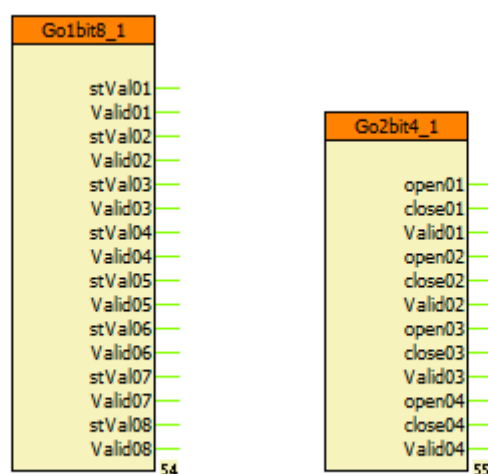 Go1bit8_1
stVal01
Valid01
stVal02
Valid02
stVal03
Valid03
stVal04
Valid04
stVal05
Valid05
stVal06
Valid06
stVal07
Valid07
stVal08
Valid08
54
Go2bit4_1
open01
close01
Valid01
open02
close02
Valid02
open03
close03
Valid03
open04
close04
Valid04
55